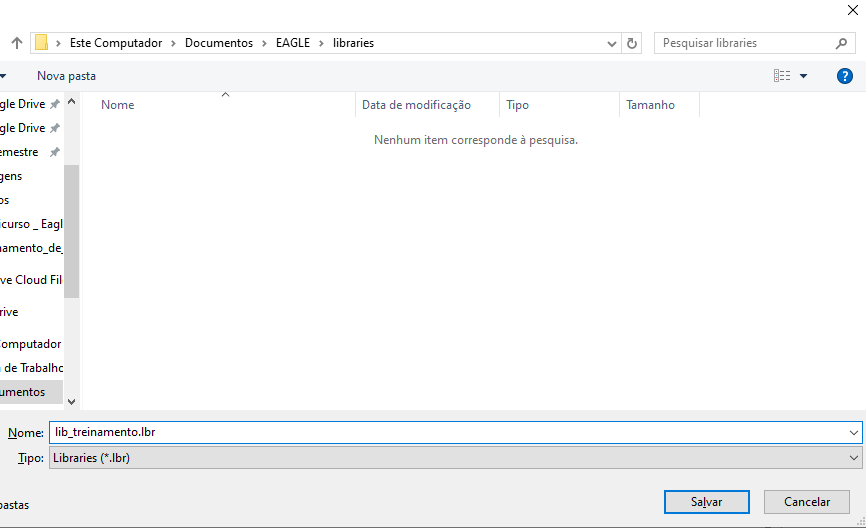 Este Computador > Documentos > EAGLE > libraries
Pesquisar libraries
Nova pasta
?
Nome Data de modificação Tipo Tamanho
Nenhum item corresponde à pesquisa.
gle Drive
gle Drive
emestre
gens
os
icurso _ Eagl
namento_de_
ve Cloud Fil
rive
omputador
de Trabalho
umentos
Nome: lib_treinamento.lbr
Tipo: Libraries (*.lbr)
pastas
Salvar Cancelar